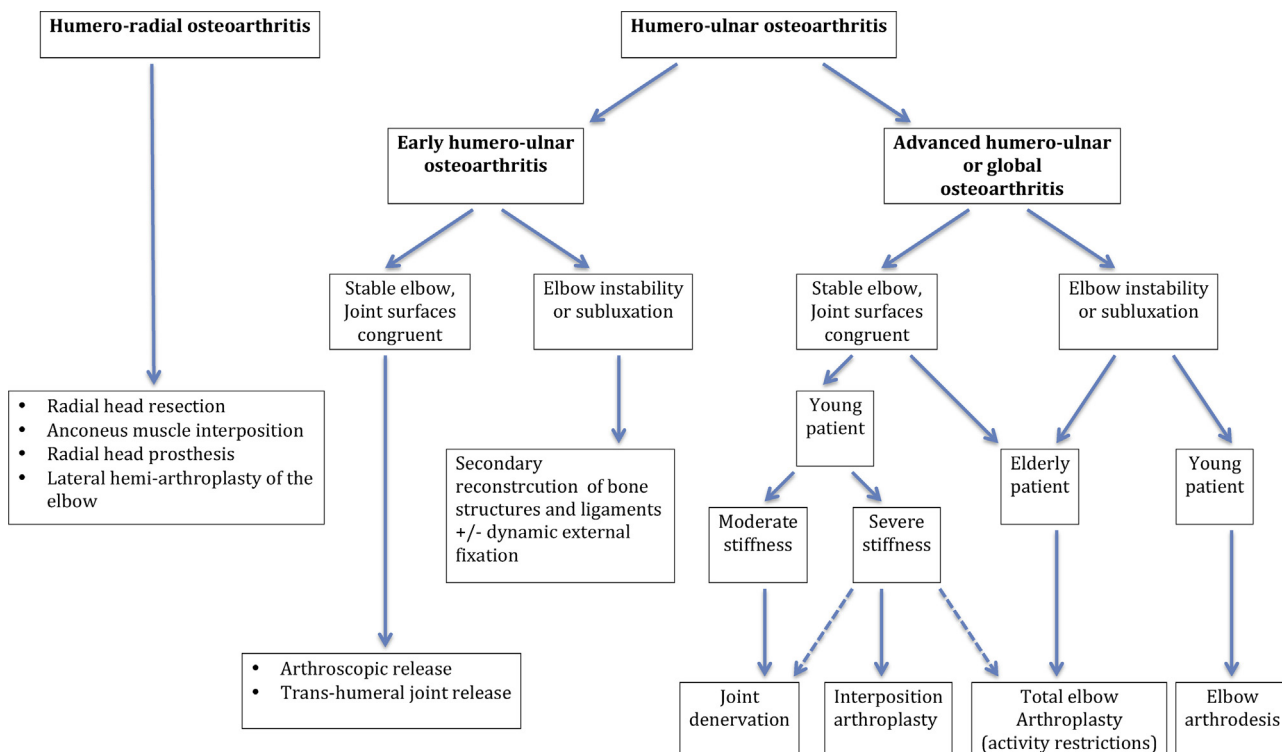 Humero-radial osteoarthritis
Humero-ulnar osteoarthritis
Early humero-ulnar
osteoarthritis
Advanced humero-ulnar
or global
osteoarthritis
Stable elbow,
Joint surfaces
congruent
Elbow instability
or subluxation
Stable elbow,
Joint surfaces
congruent
Elbow instability
or subluxation
• Radial head resection
• Anconeus muscle interposition
• Radial head prosthesis
• Lateral hemi-arthroplasty of the
elbow
Secondary
reconstrcution of bone
structures and ligaments
+/- dynamic external
fixation
Young
patient
Elderly
patient
Young
patient
Moderate
stiffness
Severe
stiffness
• Arthroscopic release
• Trans-humeral joint release
Joint
denervation
Interposition
arthroplasty
Total elbow
Arthroplasty
(activity restrictions)
Elbow
arthrodesis